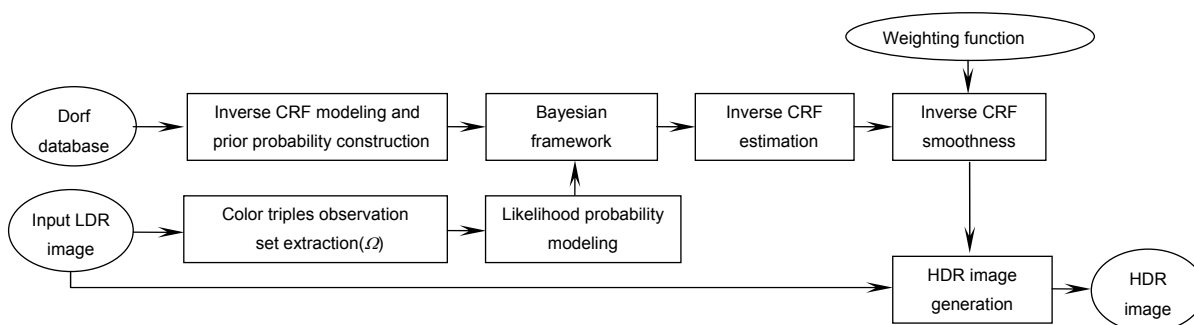 Weighting function
Dorf
database
Inverse CRF modeling and
prior probability construction
Bayesian
framework
Inverse CRF
estimation
Inverse CRF
smoothness
Input LDR
image
Color triples observation
set extraction(Ω)
Likelihood probability
modeling
HDR image
generation
HDR
image